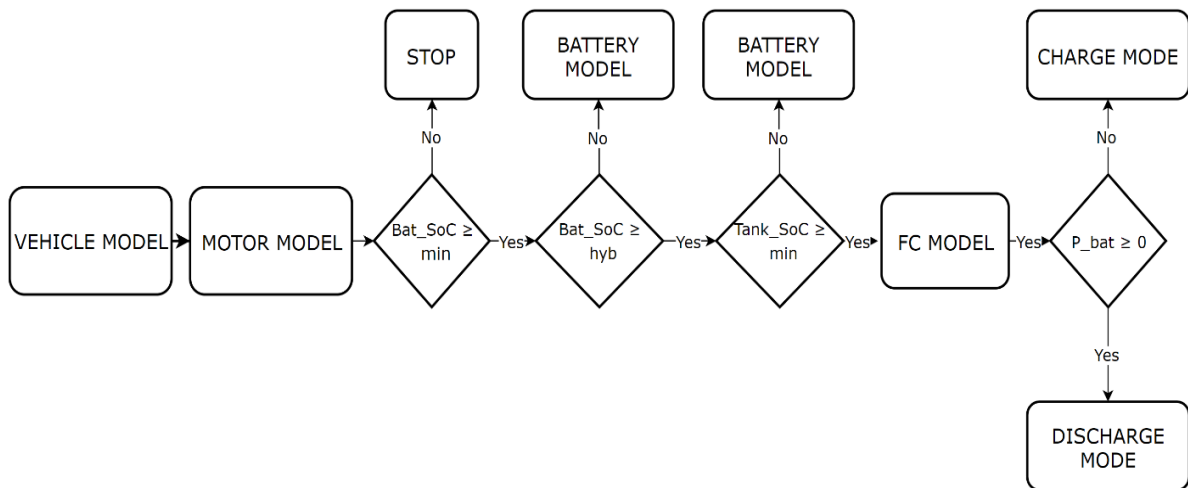 STOP
BATTERY
MODEL
BATTERY
MODEL
CHARGE MODE
No
No
No
No
VEHICLE MODEL
MOTOR MODEL
Bat_SoC ≥
min
Yes
Bat_SoC ≥
hyb
Yes
Tank_SoC ≥
min
Yes
FC MODEL
Yes
P_bat ≥ 0
Yes
DISCHARGE
MODE